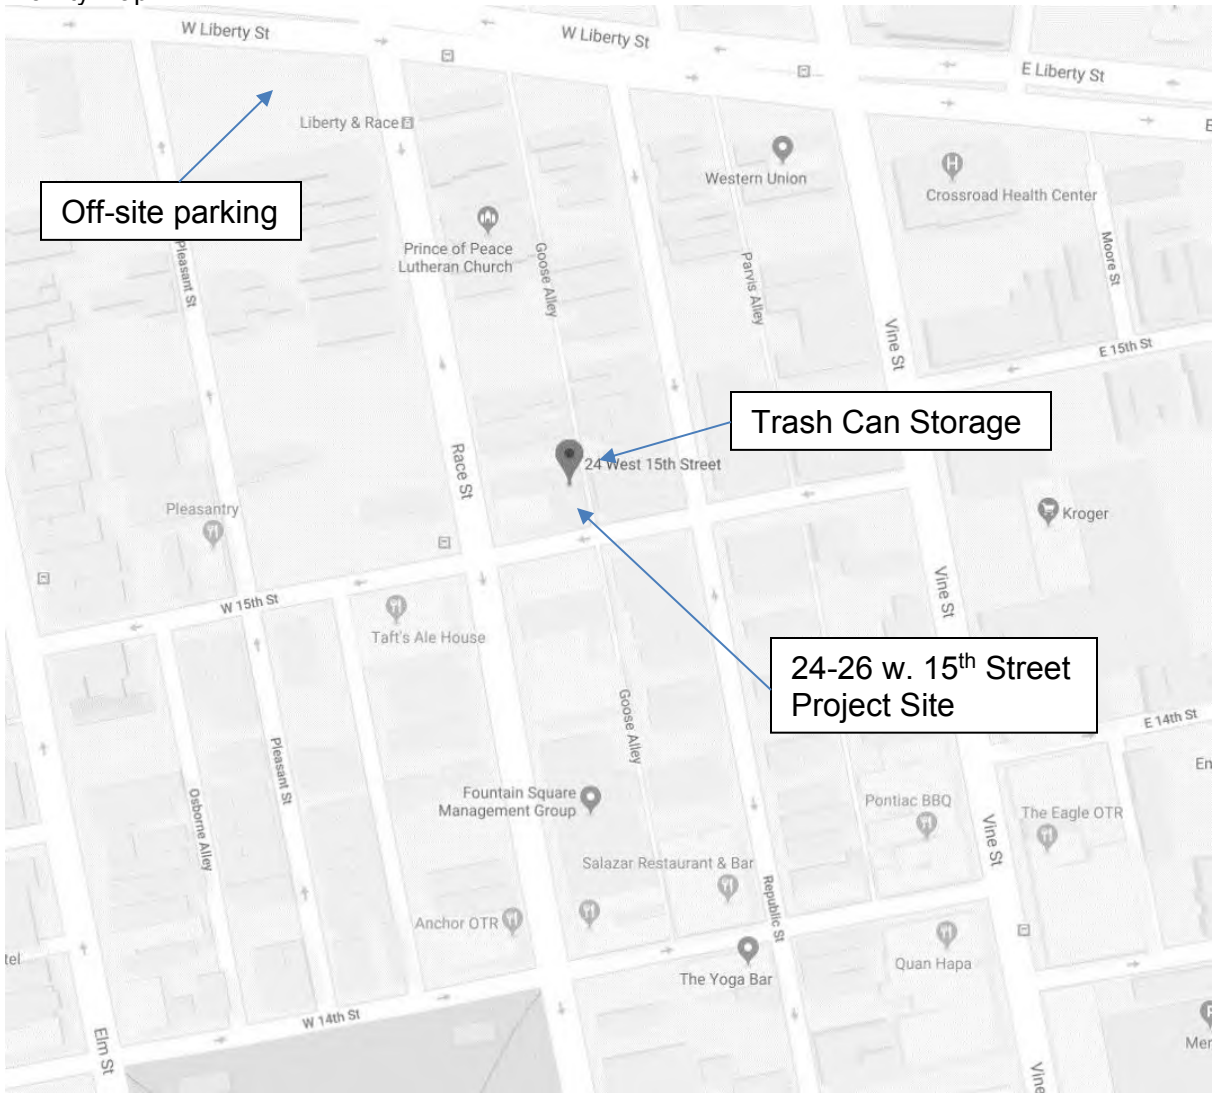 W Liberty St
W Liberty St
E Liberty St
E
Liberty & Race
Western Union
Crossroad Health Center
Off-site parking
Prince of Peace
Lutheran Church
Pleasant St
Goose Alley
Parvis Alley
Moore St
Vine St
E 15th St
Trash Can Storage
Race St
24 West 15th Street
Pleasantry
Kroger
W 15th St
Vine St
Taft's Ale House
24-26 w. 15th Street
Project Site
Goose Alley
E 14th St
Pleasant St
En
Osborne Alley
Fountain Square
Management Group
Pontiac BBQ
The Eagle OTR
Vine St
Salazar Restaurant & Bar
Republic St
Anchor OTR
tel
The Yoga Bar
Quan Hapa
W 14th St
Elm St
Mer
Vine